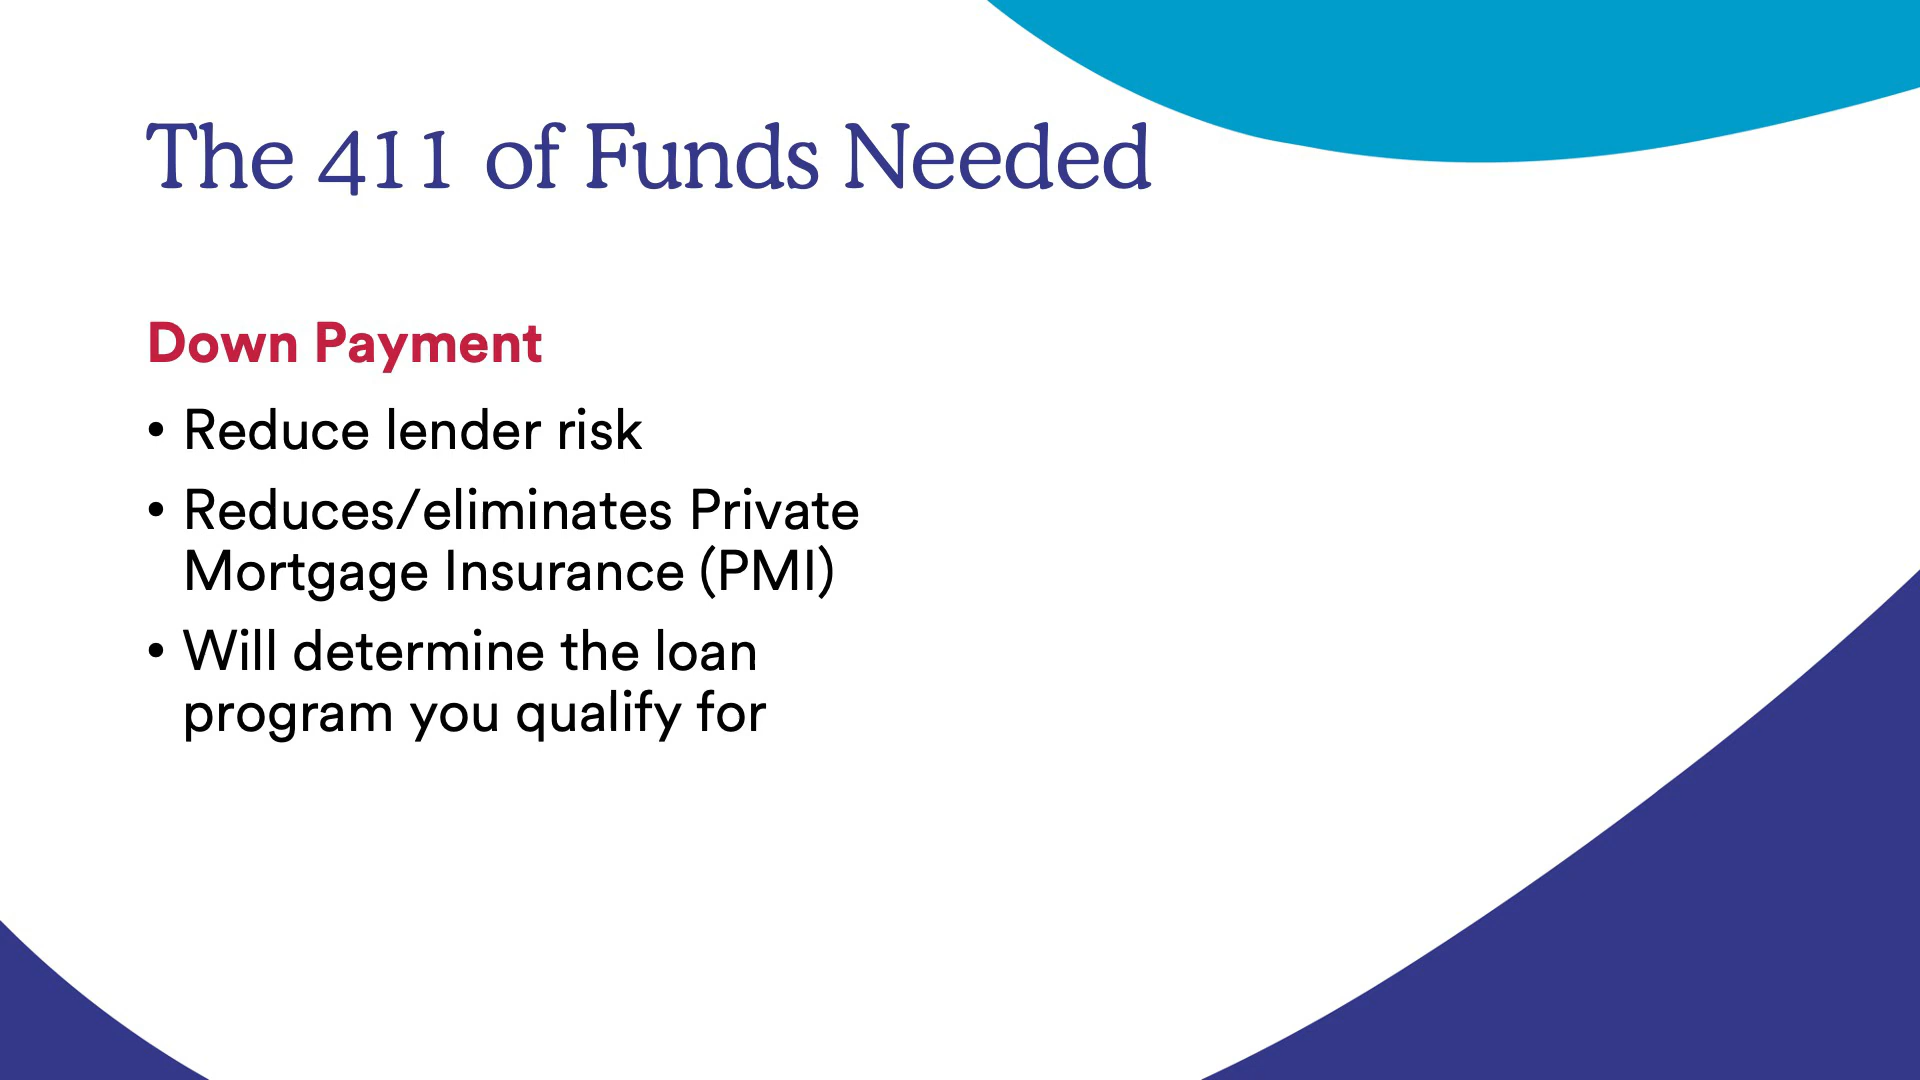 The 411 of Funds Needed
Down Payment
• Reduce lender risk
• Reduces/eliminates Private
Mortgage Insurance (PMI)
• Will determine the loan
program you qualify for